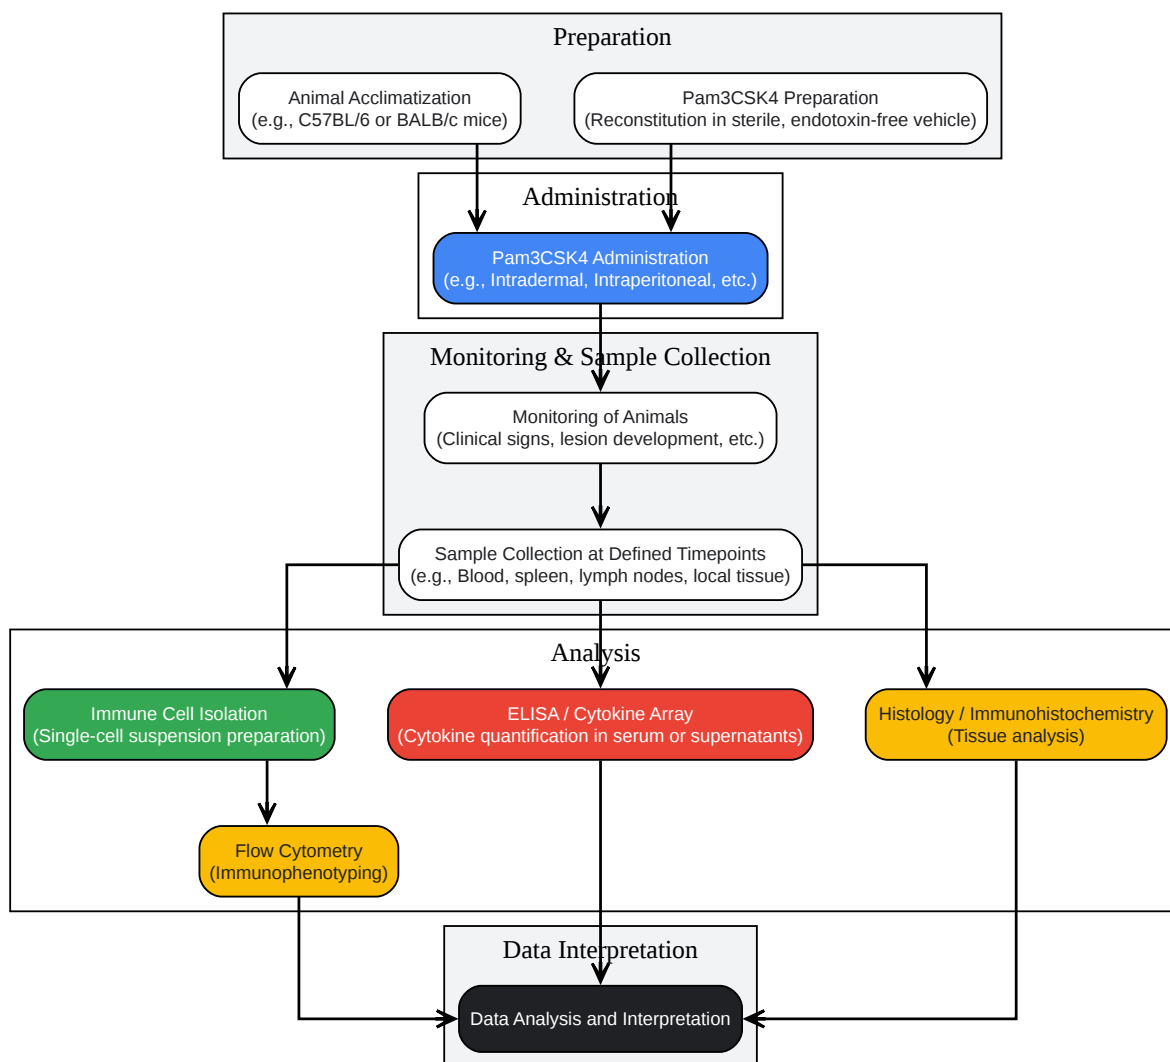 Preparation
Animal Acclimatization
(e.g., C57BL/6 or BALB/c mice)
Pam3CSK4 Preparation
(Reconstitution in sterile, endotoxin-free vehicle)
Administration
Pam3CSK4 Administration
(e.g., Intradermal, Intraperitoneal, etc.)
Monitoring & Sample Collection
Monitoring of Animals
(Clinical signs, lesion development, etc.)
Sample Collection at Defined Timepoints
(e.g., Blood, spleen, lymph nodes, local tissue)
Analysis
Immune Cell Isolation
(Single-cell suspension preparation)
ELISA / Cytokine Array
(Cytokine quantification in serum or supernatants)
Histology / Immunohistochemistry
(Tissue analysis)
Flow Cytometry
(Immunophenotyping)
Data Interpretation
Data Analysis and Interpretation